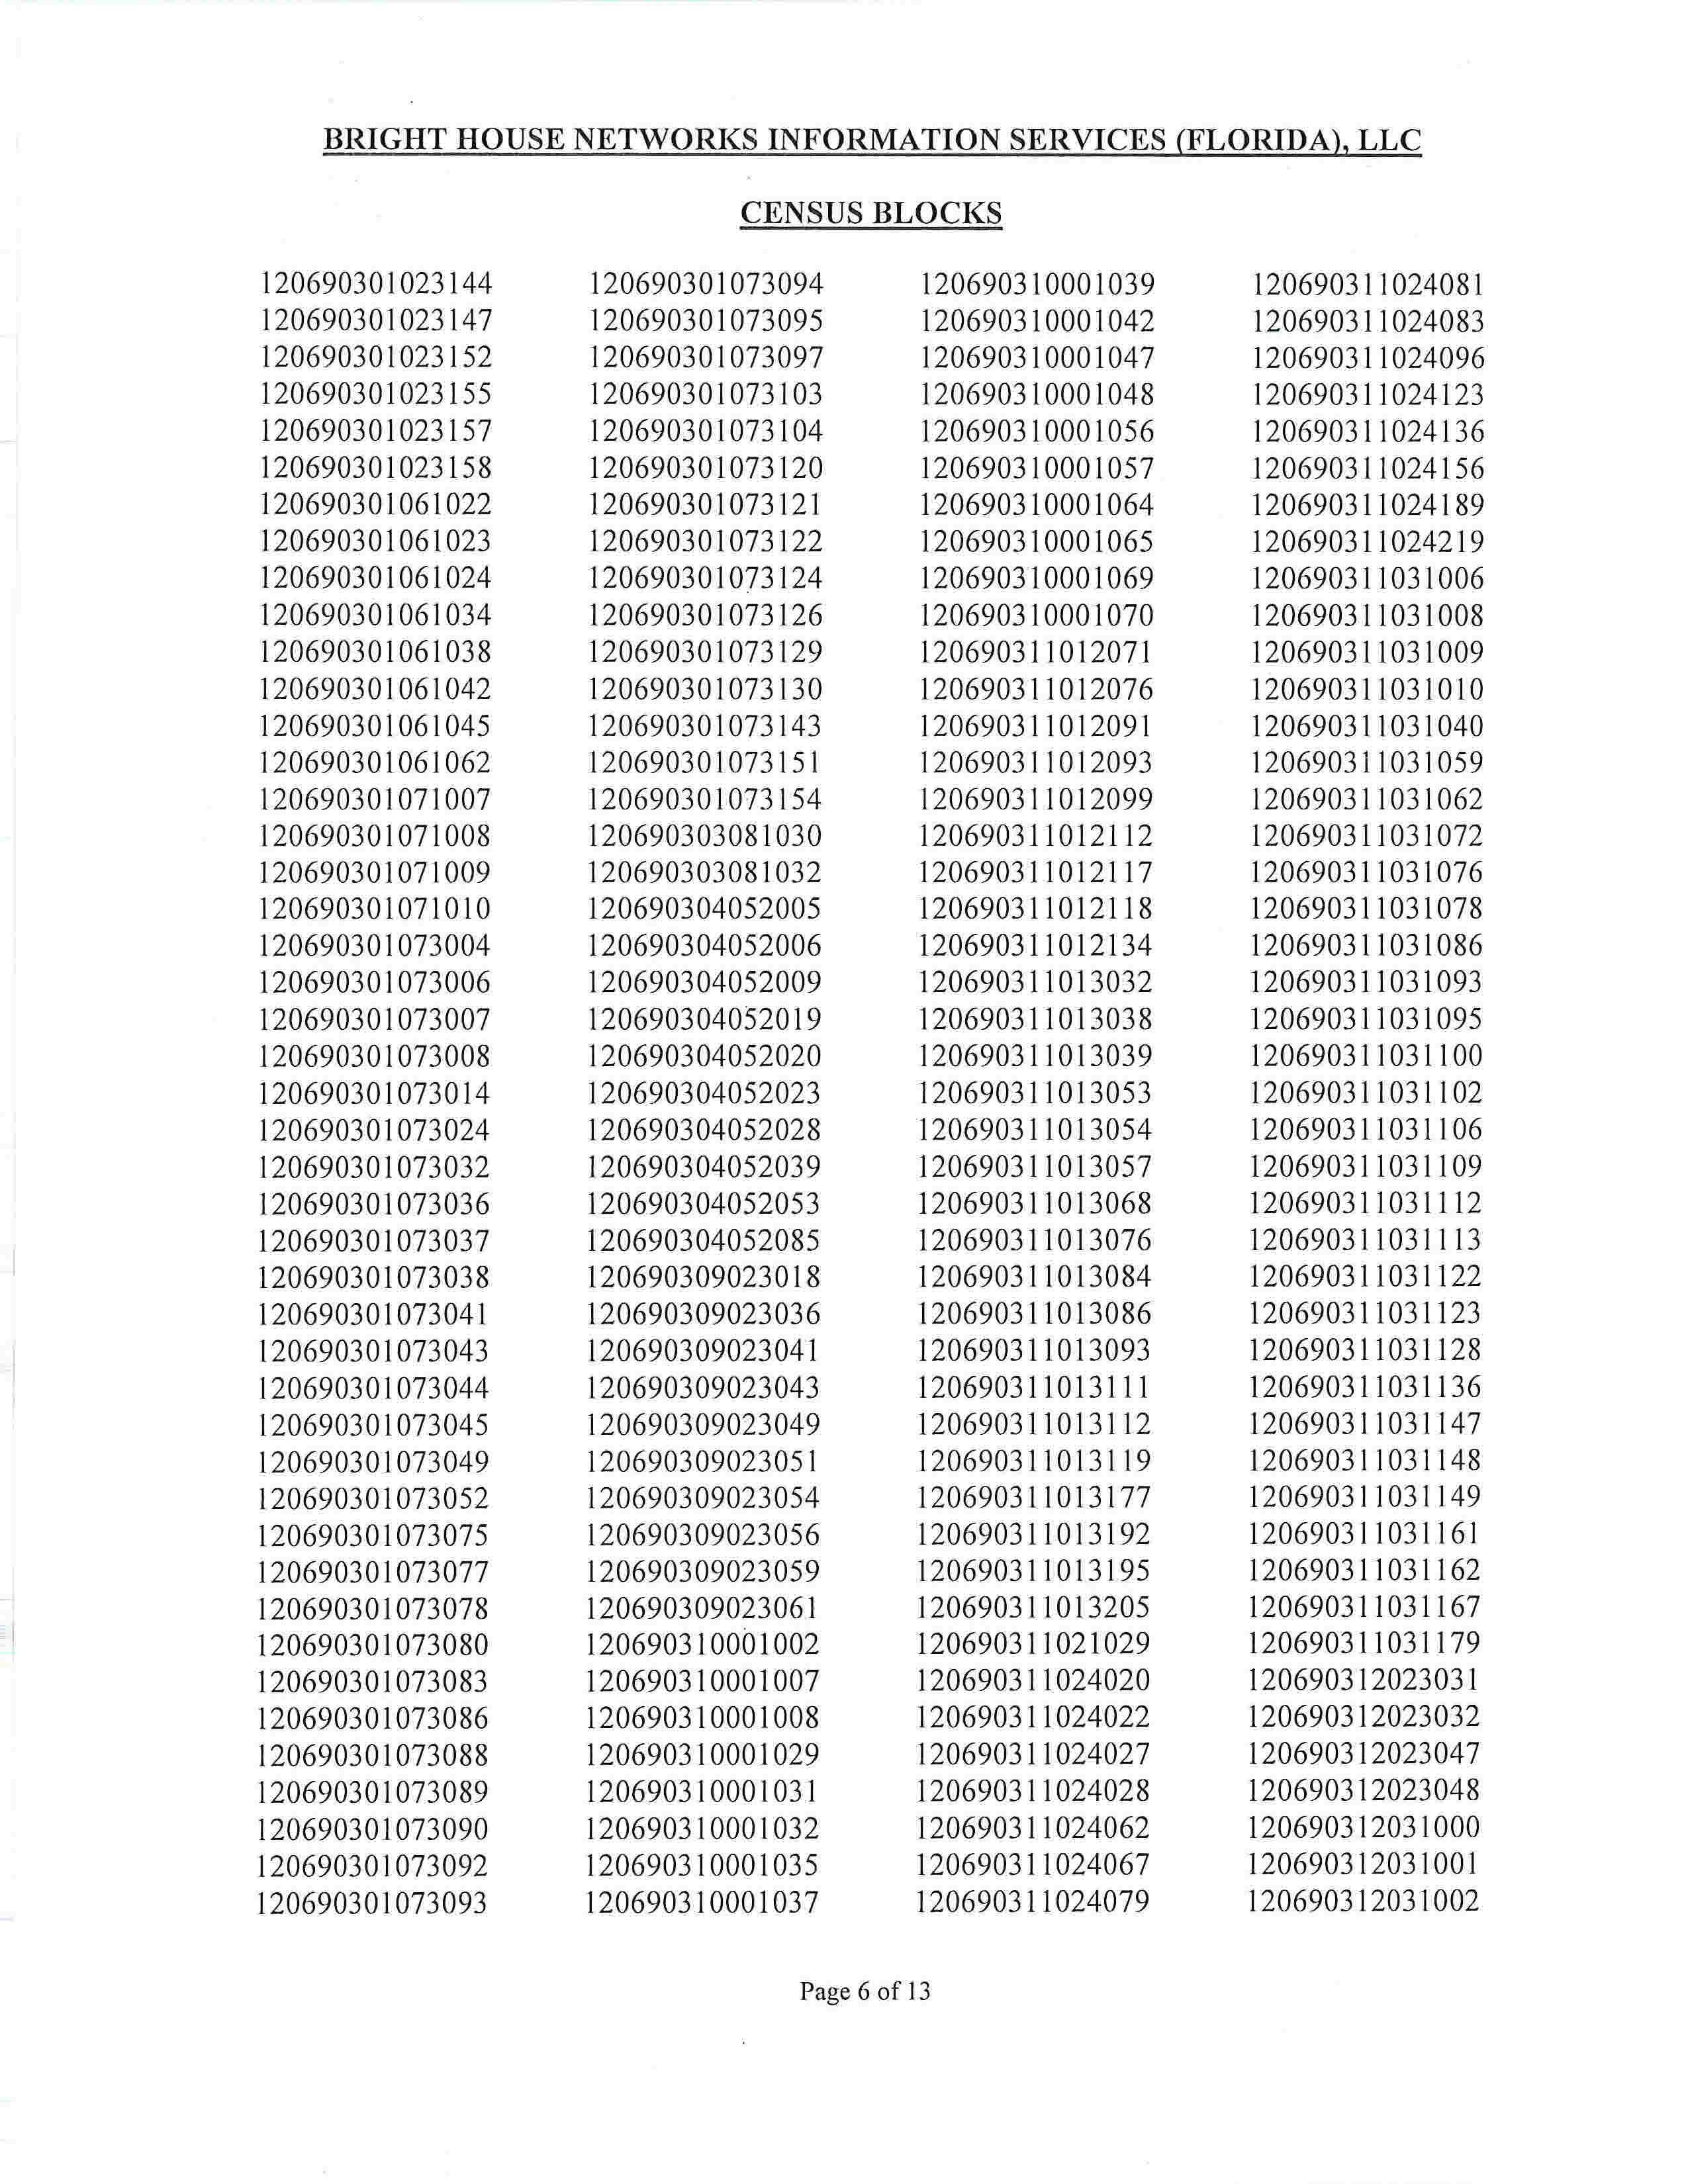 BRIGHT HOUSE NETWORKS INFORMATION SERVICES (FLORIDA), LLC
CENSUS BLOCKS
120690301023144 120690301073094 120690310001039 120690311024081
120690301023147 120690301073095 120690310001042 120690311024083
120690301023152 120690301073097 120690310001047 120690311024096
120690301023155 120690301073103 120690310001048 120690311024123
120690301023157 120690301073104 120690310001056 120690311024136
120690301023158 120690301073120 120690310001057 120690311024156
120690301061022 120690301073121 120690310001064 120690311024189
120690301061023 120690301073122 120690310001065 120690311024219
120690301061024 120690301073124 120690310001069 120690311031006
120690301061034 120690301073126 120690310001070 120690311031008
120690301061038 120690301073129 120690311012071 120690311031009
120690301061042 120690301073130 120690311012076 120690311031010
120690301061045 120690301073143 120690311012091 120690311031040
120690301061062 120690301073151 120690311012093 120690311031059
120690301071007 120690301073154 120690311012099 120690311031062
120690301071008 120690303081030 120690311012112 120690311031072
120690301071009 120690303081032 120690311012117 120690311031076
120690301071010 120690304052005 120690311012118 120690311031078
120690301073004 120690304052006 120690311012134 120690311031086
120690301073006 120690304052009 120690311013032 120690311031093
120690301073007 120690304052019 120690311013038 120690311031095
120690301073008 120690304052020 120690311013039 120690311031100
120690301073014 120690304052023 120690311013053 120690311031102
120690301073024 120690304052028 120690311013054 120690311031106
120690301073032 120690304052039 120690311013057 120690311031109
120690301073036 120690304052053 120690311013068 120690311031112
120690301073037 120690304052085 120690311013076 120690311031113
120690301073038 120690309023018 120690311013084 120690311031122
120690301073041 120690309023036 120690311013086 120690311031123
120690301073043 120690309023041 120690311013093 120690311031128
120690301073044 120690309023043 120690311013111 120690311031136
120690301073045 120690309023049 120690311013112 120690311031147
120690301073049 120690309023051 120690311013119 120690311031148
120690301073052 120690309023054 120690311013177 120690311031149
120690301073075 120690309023056 120690311013192 120690311031161
120690301073077 120690309023059 120690311013195 120690311031162
120690301073078 120690309023061 120690311013205 120690311031167
120690301073080 120690310001002 120690311021029 120690311031179
120690301073083 120690310001007 120690311024020 120690312023031
120690301073086 120690310001008 120690311024022 120690312023032
120690301073088 120690310001029 120690311024027 120690312023047
120690301073089 120690310001031 120690311024028 120690312023048
120690301073090 120690310001032 120690311024062 120690312031000
120690301073092 120690310001035 120690311024067 120690312031001
120690301073093 120690310001037 120690311024079 120690312031002
Page 6 of 13